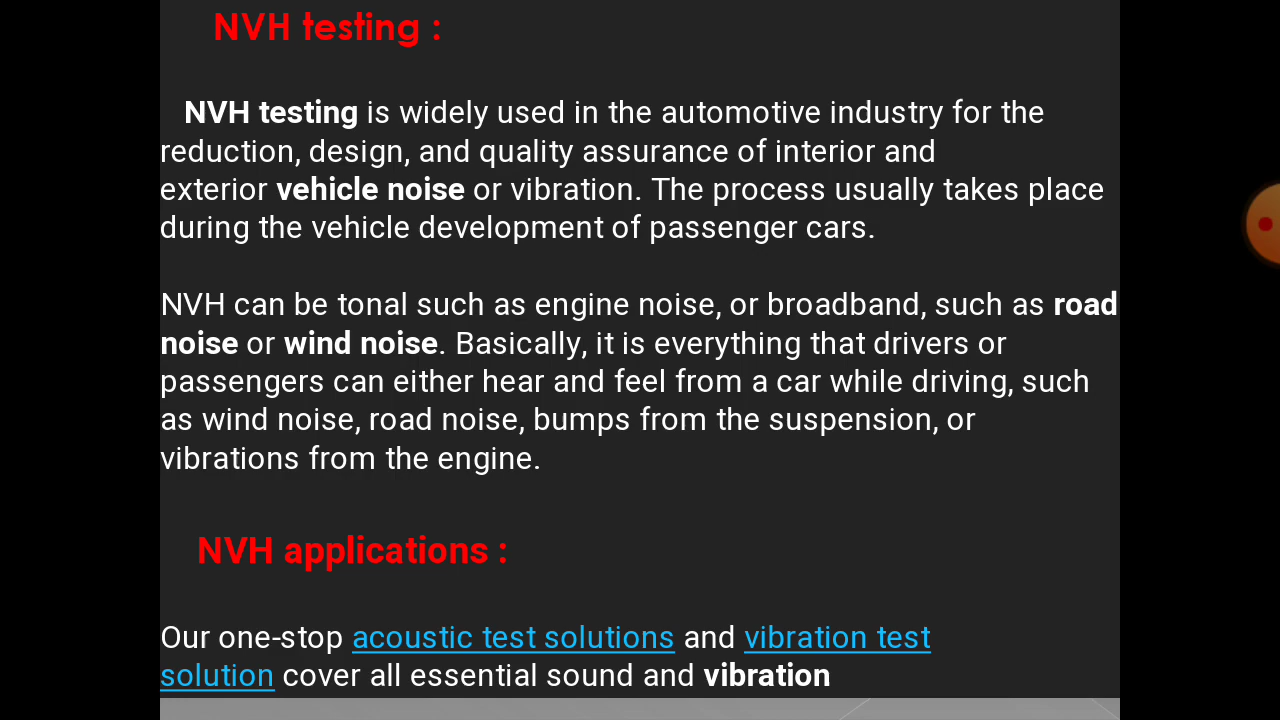 NVH testing :
NVH testing is widely used in the automotive industry for the
reduction, design, and quality assurance of interior and
exterior vehicle noise or vibration. The process usually takes place
during the vehicle development of passenger cars.
NVH can be tonal such as engine noise, or broadband, such as road
noise or wind noise. Basically, it is everything that drivers or
passengers can either hear and feel from a car while driving, such
as wind noise, road noise, bumps from the suspension, or
vibrations from the engine.
NVH applications :
Our one-stop acoustic test solutions and vibration test
solution cover all essential sound and vibration